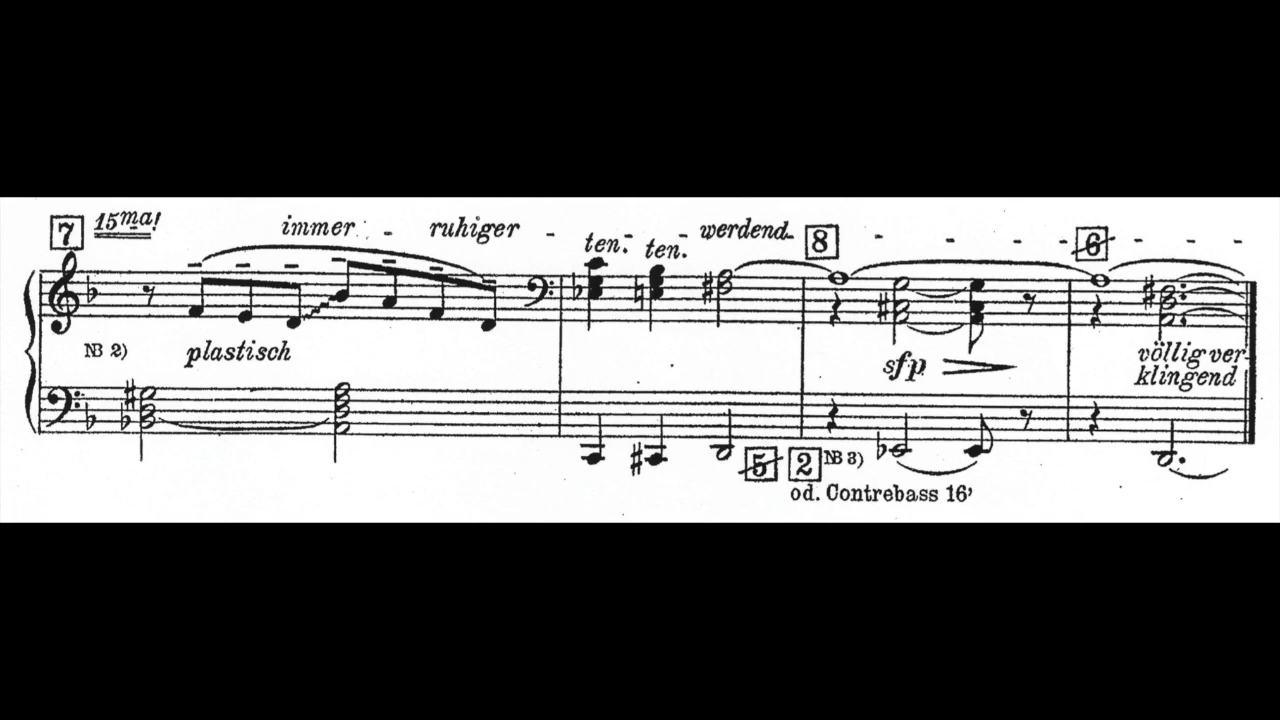 7 15ma! immer - ruhiger - - - werdend - - - - - - -
ten. ten. 8 6
NB 2) plastisch sfp völlig ver-
klingend
5 2 NB 3)
od. Contrebass 16'